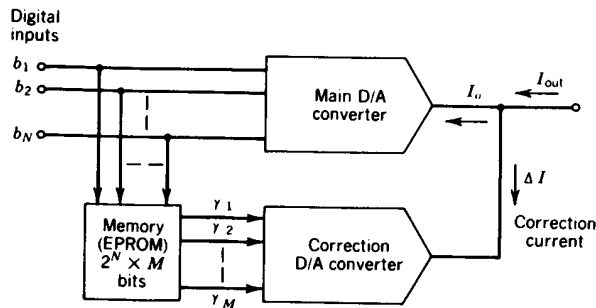 Digital
inputs
b1
b2
bN
Main D/A
converter
Io
Iout
ΔI
Correction
current
Memory
(EPROM)
2^N × M
bits
γ1
γ2
γM
Correction
D/A converter